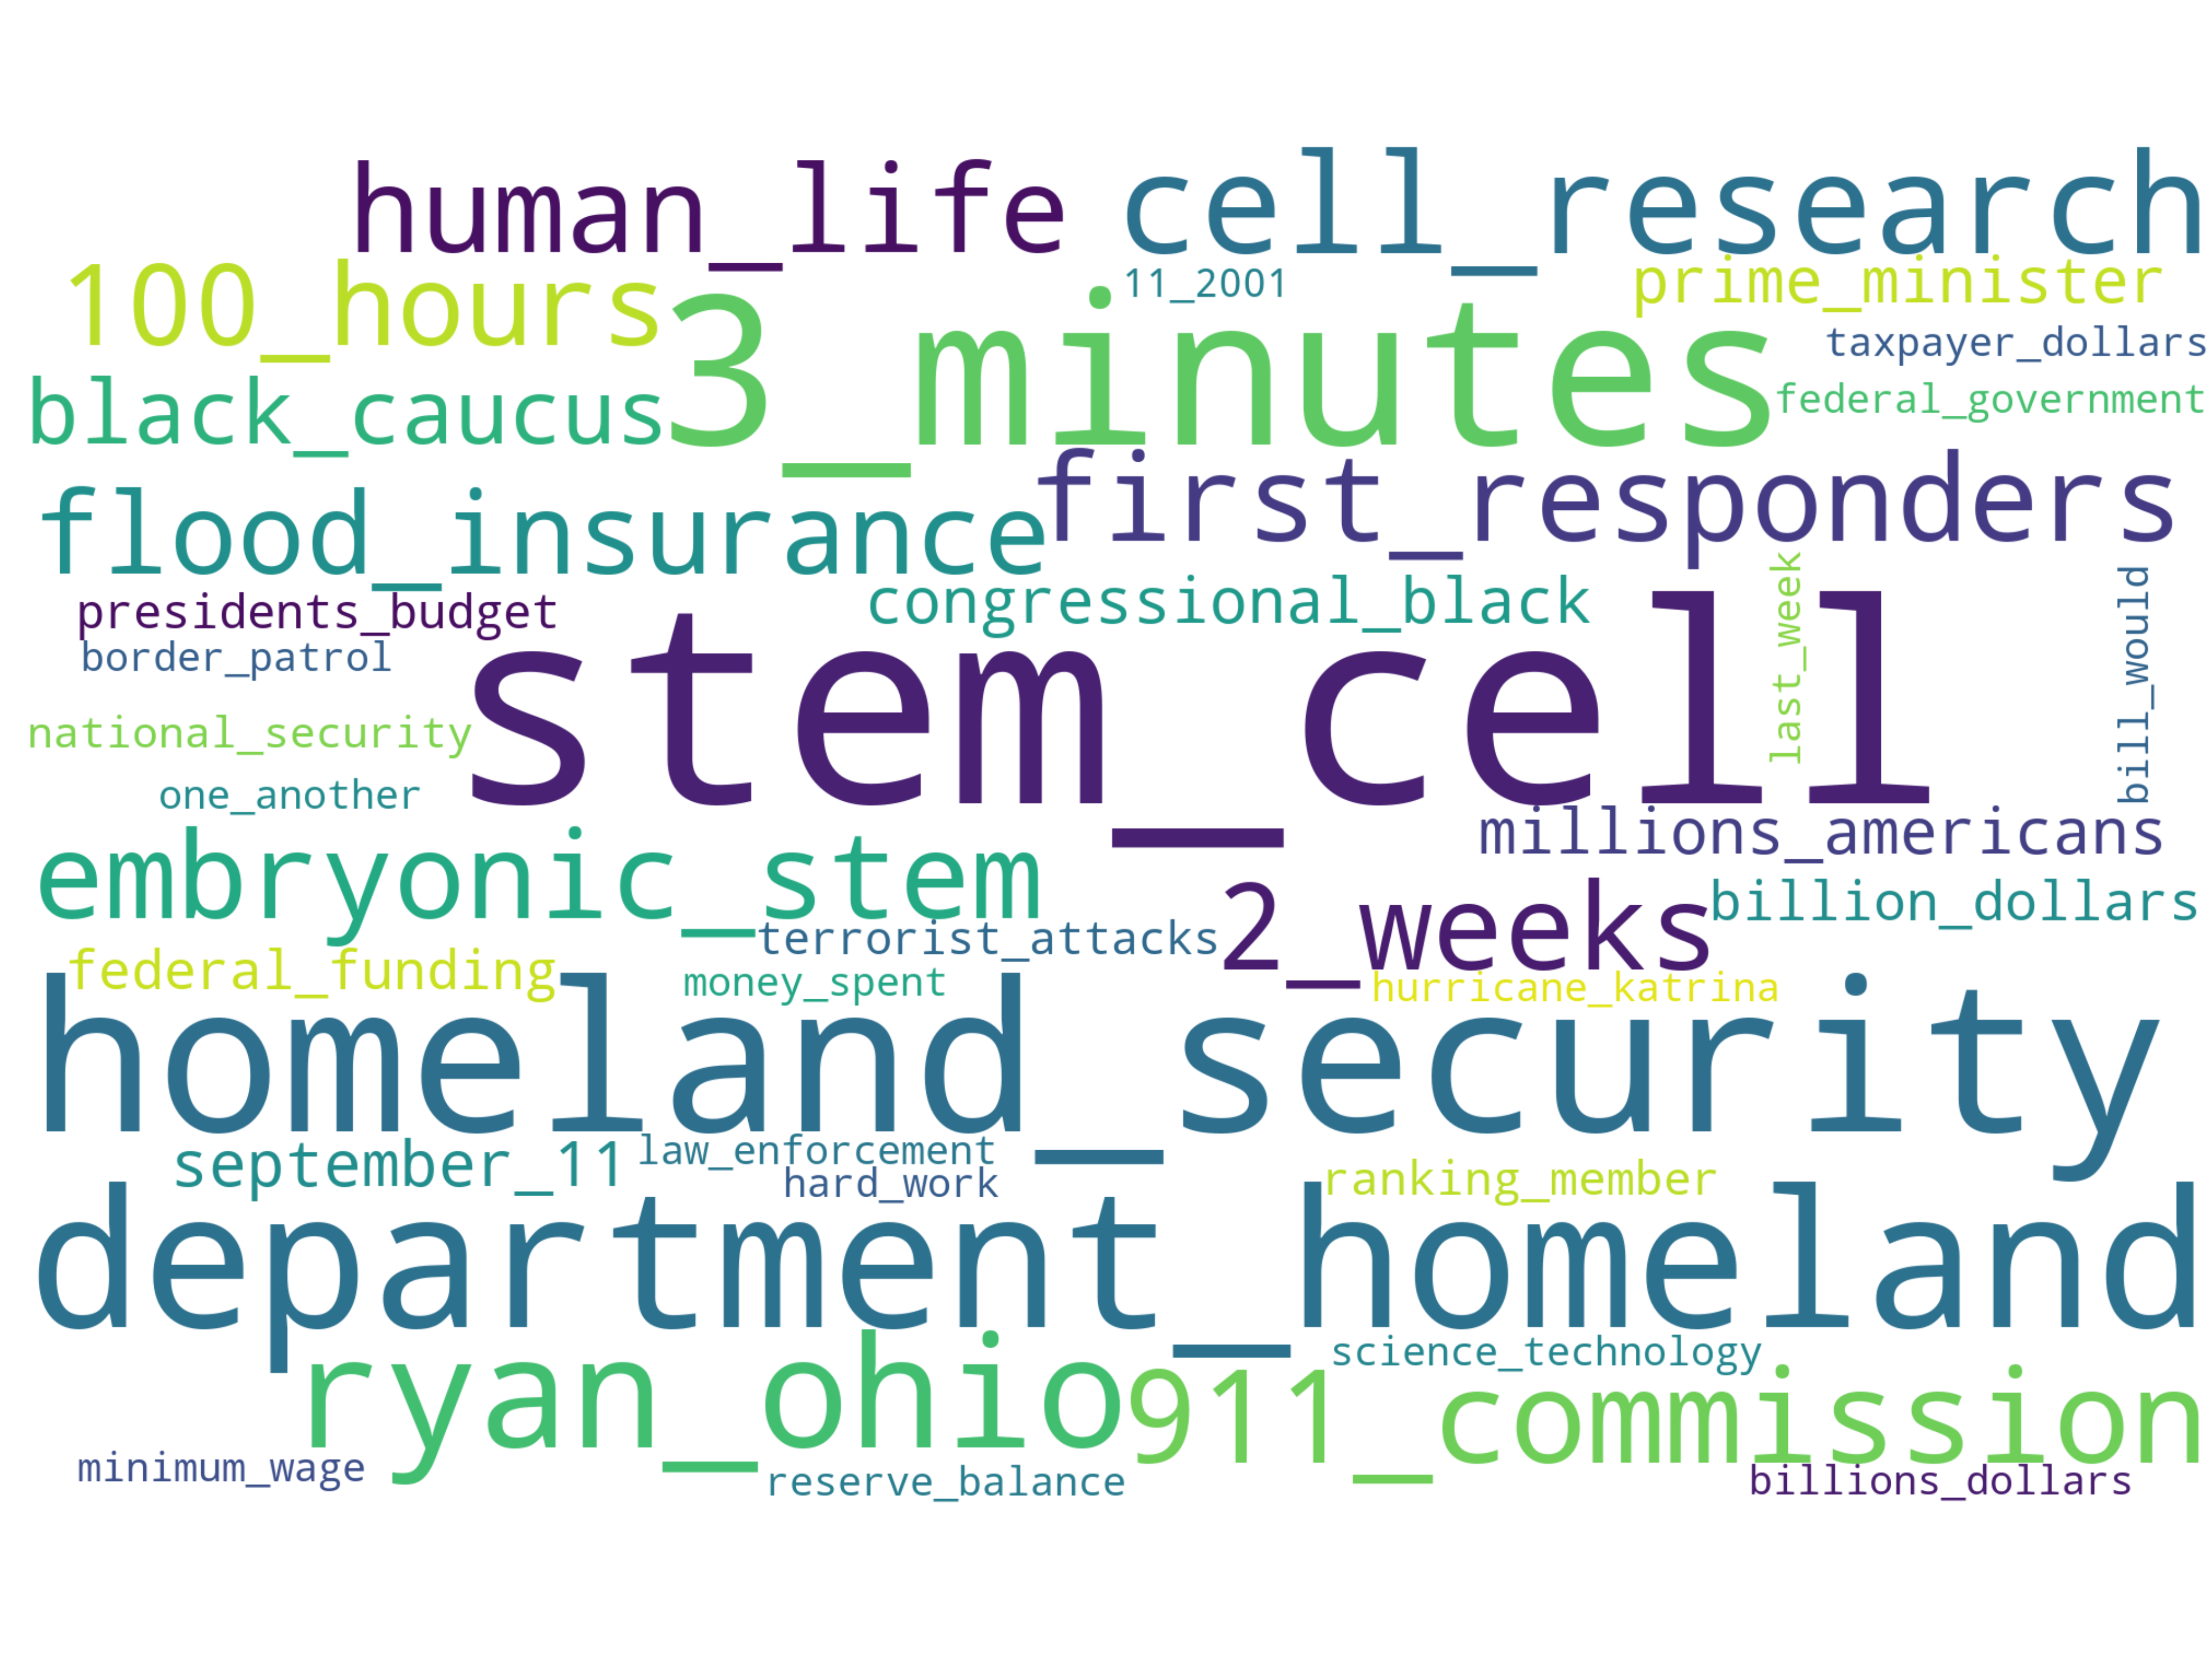 human_life cell_research
100_hours 3_minutes 11_2001 prime_minister
taxpayer_dollars
black_caucus federal_government
flood_insurance first_responders
presidents_budget congressional_black last_week bill_would
border_patrol
stem_cell
national_security
one_another
embryonic_stem millions_americans
2_weeks billion_dollars
terrorist_attacks
federal_funding money_spent hurricane_katrina
homeland_security
september_11 law_enforcement
hard_work ranking_member
department_homeland
ryan_ohio science_technology
911_commission
minimum_wage reserve_balance billions_dollars